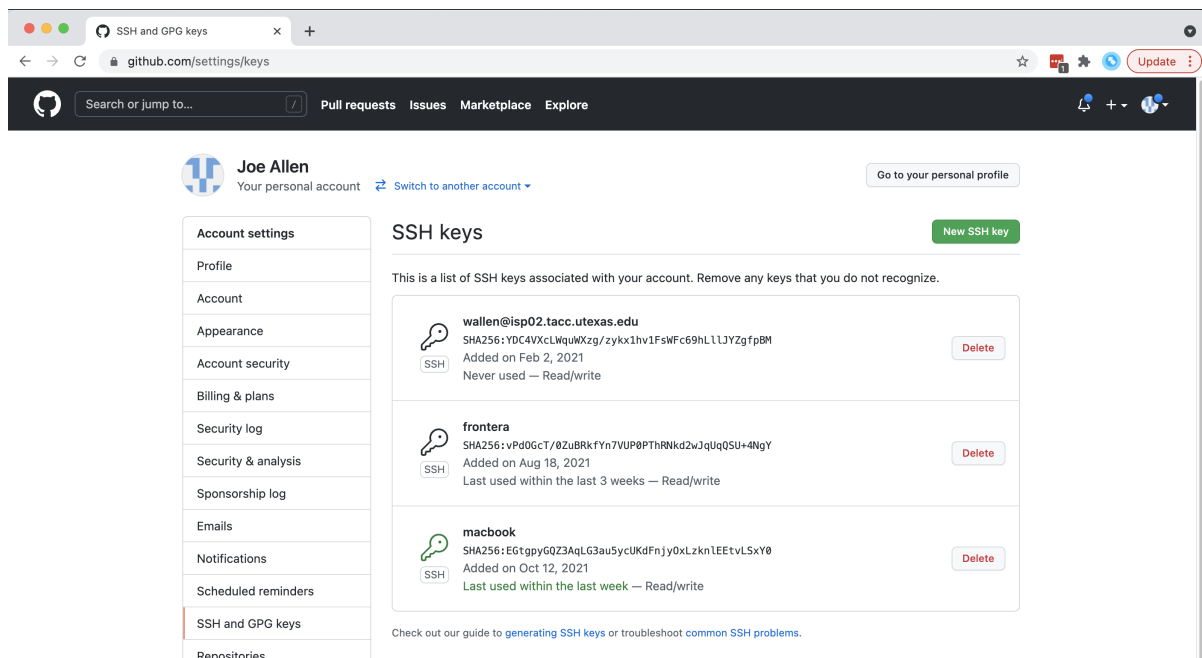 SSH and GPG keys
github.com/settings/keys
1
Update
Search or jump to...
/
Pull requests
Issues
Marketplace
Explore
Joe Allen
Your personal account
Switch to another account
Go to your personal profile
Account settings
Profile
Account
Appearance
Account security
Billing & plans
Security log
Security & analysis
Sponsorship log
Emails
Notifications
Scheduled reminders
SSH and GPG keys
Repositories
SSH keys
New SSH key
This is a list of SSH keys associated with your account. Remove any keys that you do not recognize.
wallen@isp02.tacc.utexas.edu
SHA256:YDC4VXcLWquWXzg/zykx1hv1FsWFc69hLllJYZgfpBM
SSH
Added on Feb 2, 2021
Never used — Read/write
Delete
frontera
SHA256:vPdOGcT/0ZuBRkfYn7VUP0PThRNkd2wJqUqQSU+4NgY
SSH
Added on Aug 18, 2021
Last used within the last 3 weeks — Read/write
Delete
macbook
SHA256:EGtgpyGQZ3AqLG3au5ycUKdFnjyOxLzknlEEtvLSxY0
SSH
Added on Oct 12, 2021
Last used within the last week — Read/write
Delete
Check out our guide to generating SSH keys or troubleshoot common SSH problems.